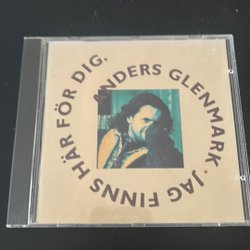 ANDERS GLENMARK · JAG FINNS HÄR FÖR DIG.